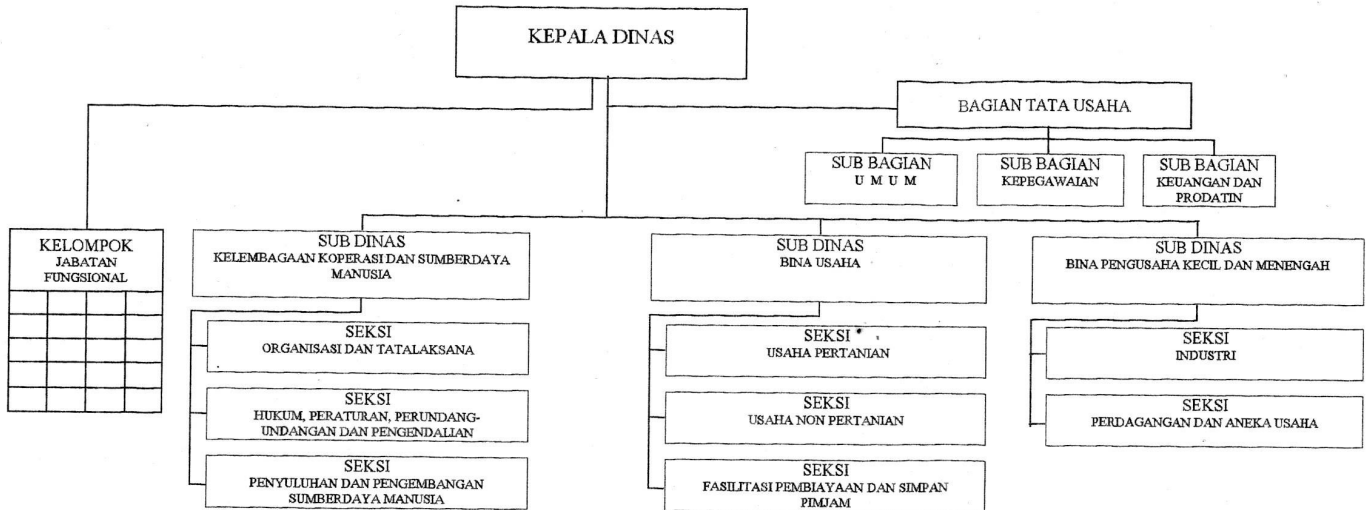 KEPALA DINAS
BAGIAN TATA USAHA
SUB BAGIAN
U M U M
SUB BAGIAN
KEPEGAWAIAN
SUB BAGIAN
KEUANGAN DAN
PRODATIN
KELOMPOK
JABATAN
FUNGSIONAL
SUB DINAS
KELEMBAGAAN KOPERASI DAN SUMBERDAYA
MANUSIA
SEKSI
ORGANISASI DAN TATALAKSANA
SEKSI
HUKUM, PERATURAN, PERUNDANG-
UNDANGAN DAN PENGENDALIAN
SEKSI
PENYULUHAN DAN PENGEMBANGAN
SUMBERDAYA MANUSIA
SUB DINAS
BINA USAHA
SEKSI
USAHA PERTANIAN
SEKSI
USAHA NON PERTANIAN
SEKSI
FASILITASI PEMBIAYAAN DAN SIMPAN
PIMJAM
SUB DINAS
BINA PENGUSAHA KECIL DAN MENENGAH
SEKSI
INDUSTRI
SEKSI
PERDAGANGAN DAN ANEKA USAHA